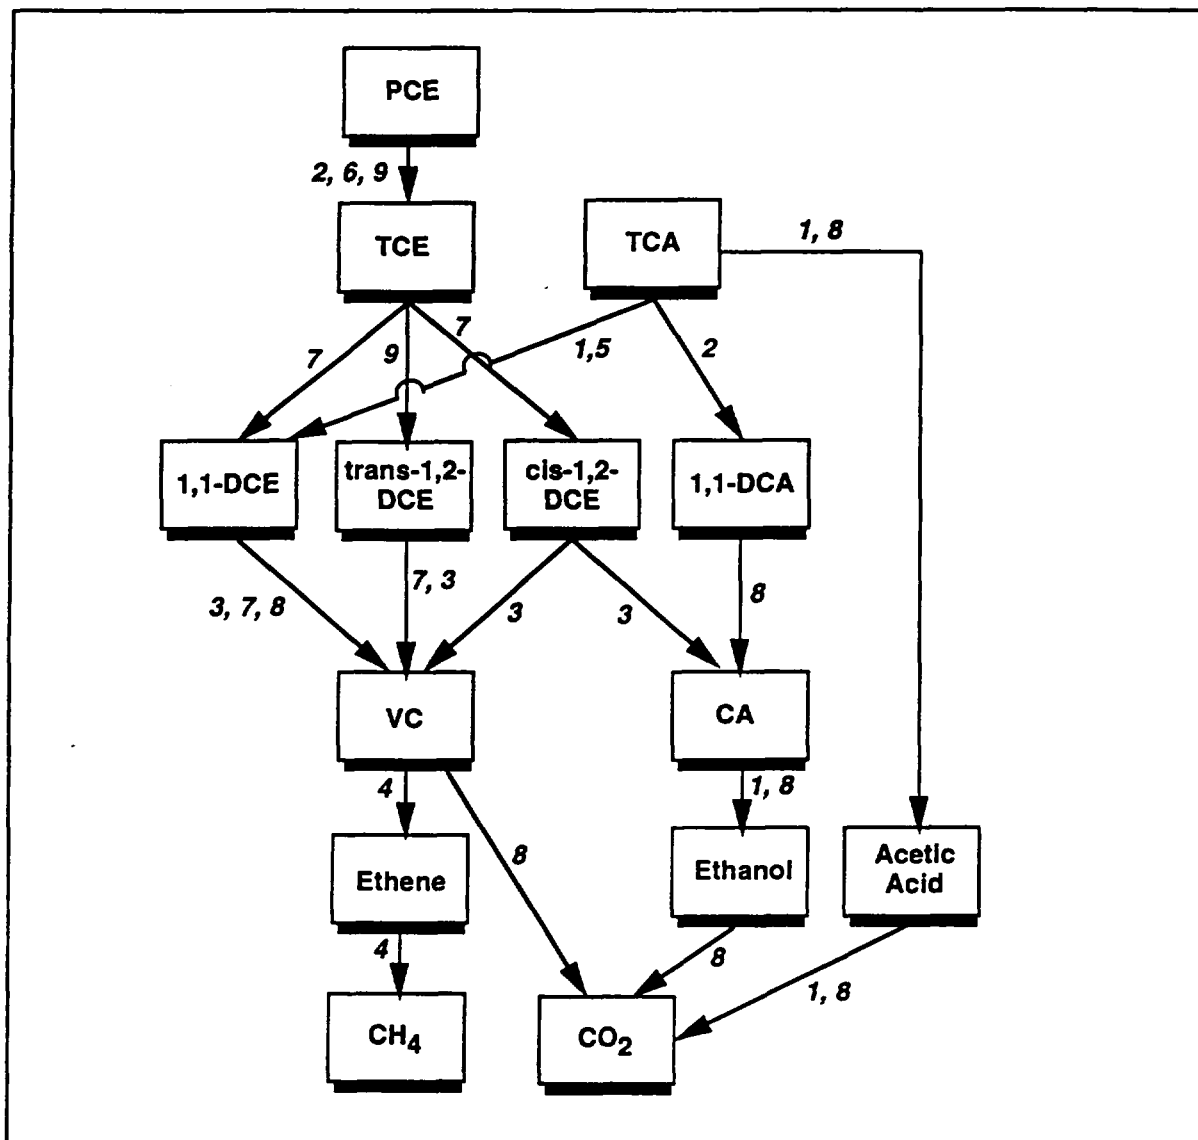 PCE
2, 6, 9
TCE
TCA
1, 8
7
9
7
1,5
2
1,1-DCE
trans-1,2-
DCE
cis-1,2-
DCE
1,1-DCA
3, 7, 8
7, 3
3
3
8
VC
CA
4
1, 8
8
Ethene
Ethanol
Acetic
Acid
4
8
1, 8
CH4
CO2